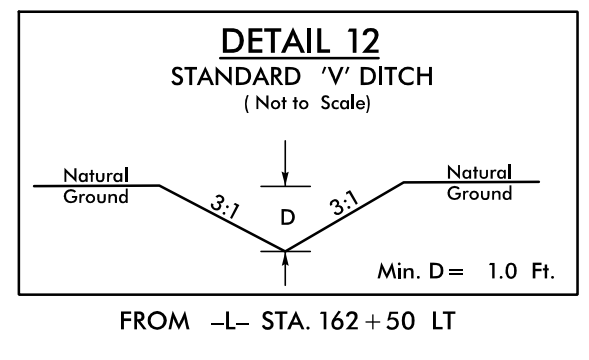 DETAIL 12
STANDARD 'V' DITCH
( Not to Scale)
Natural
Ground
3:1
D
3:1
Natural
Ground
Min. D = 1.0 Ft.
FROM -L- STA. 162+50 LT